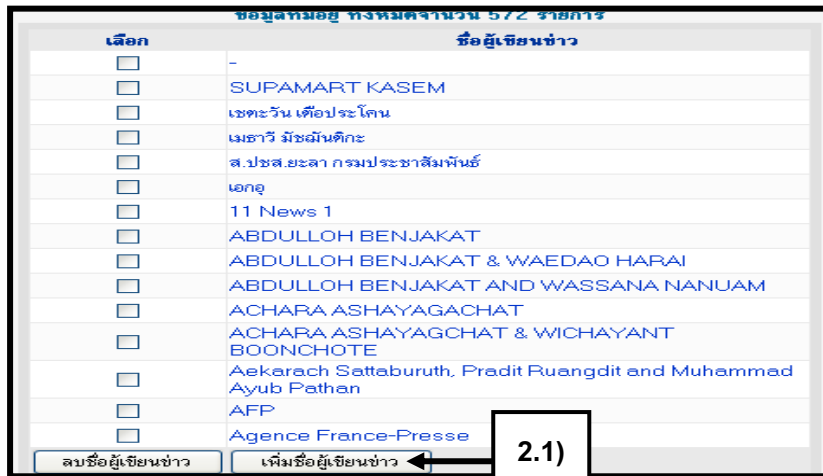 ข้อมูลที่มีอยู่ ทั้งหมดจำนวน 572 รายการ
เลือก ชื่อผู้เขียนข่าว
-
SUPAMART KASEM
เชตะวัน เตือประโคน
เมธาวี มัชฌันติกะ
ส.ปชส.ยะลา กรมประชาสัมพันธ์
เอกอุ
11 News 1
ABDULLOH BENJAKAT
ABDULLOH BENJAKAT & WAEDAO HARAI
ABDULLOH BENJAKAT AND WASSANA NANUAM
ACHARA ASHAYAGACHAT
ACHARA ASHAYAGCHAT & WICHAYANT
BOONCHOTE
Aekarach Sattaburuth, Pradit Ruangdit and Muhammad
Ayub Pathan
AFP
Agence France-Presse
ลบชื่อผู้เขียนข่าว เพิ่มชื่อผู้เขียนข่าว 2.1)